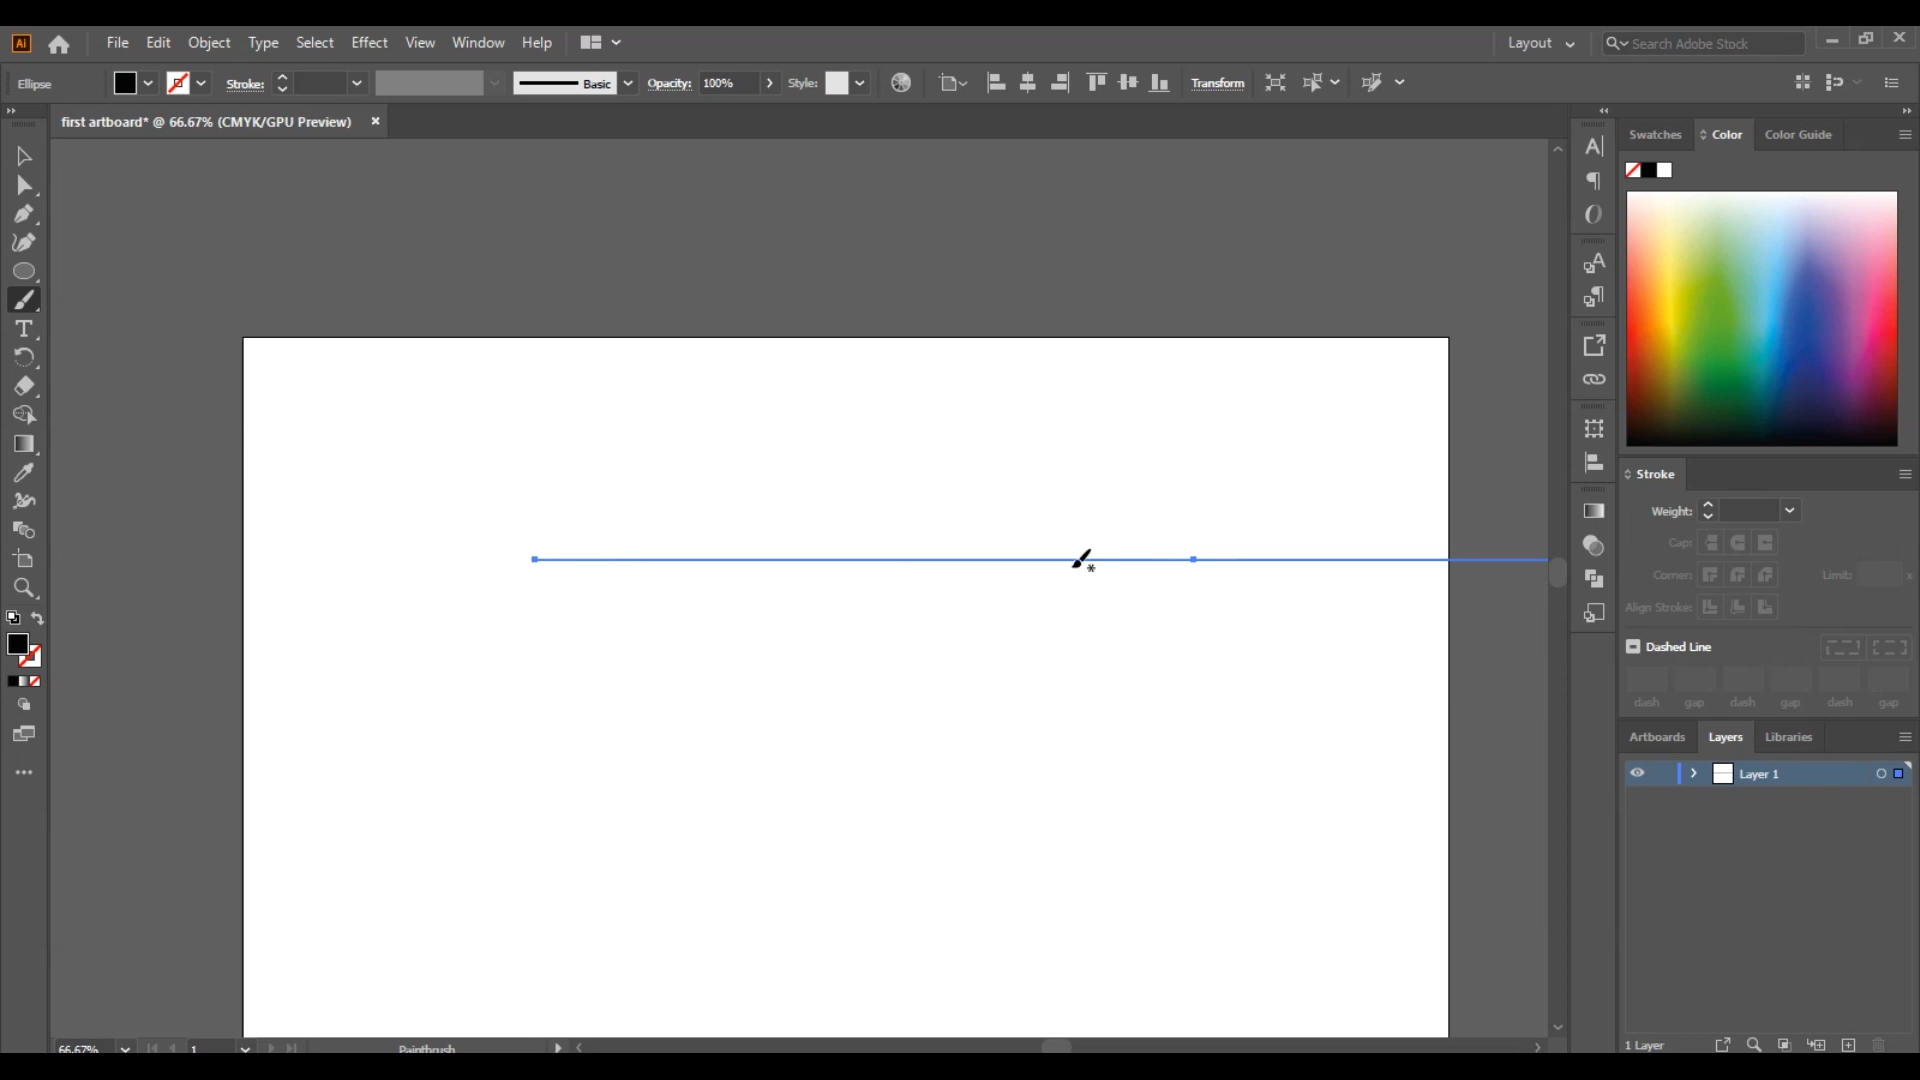 Ai File Edit Object Type Select Effect View Window Help Layout Search Adobe Stock
Ellipse Stroke: Basic Opacity: 100% Style: Transform
first artboard* @ 66.67% (CMYK/GPU Preview)
Swatches Color Color Guide
Stroke
Weight:
Cap:
Corner: Limit: x
Align Stroke:
Dashed Line
dash gap dash gap dash gap
Artboards Layers Libraries
Layer 1
1 Layer
66.67% 1 Paintbrush